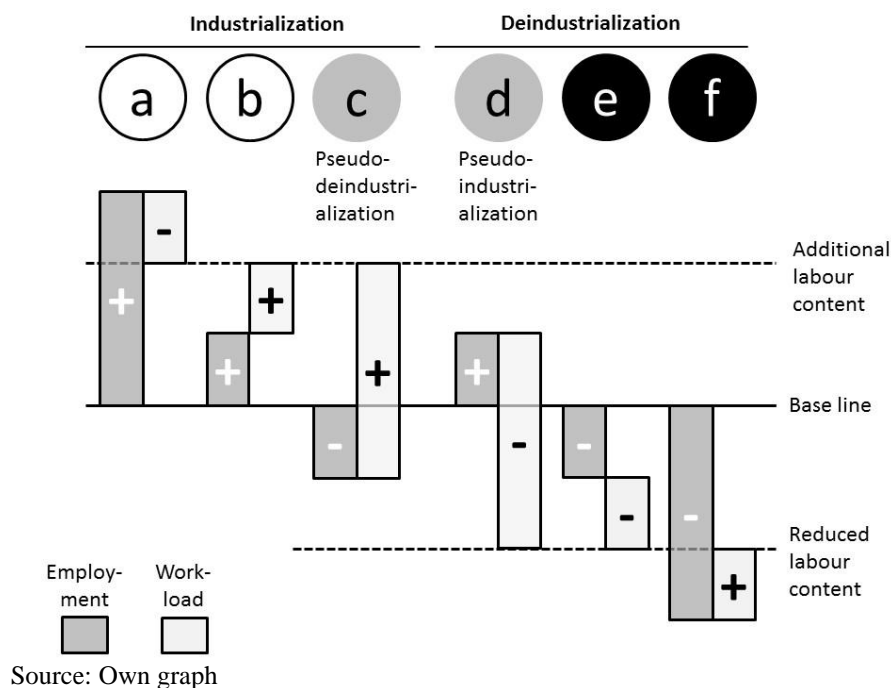 Industrialization Deindustrialization
a b c d e f
Pseudo- Pseudo-
deindustri- industri-
alization alization
-
Additional
labour
content
+ +
+ + +
Base line
- - -
- -
Reduced
labour
content
+
Employ- Work-
ment load
Source: Own graph